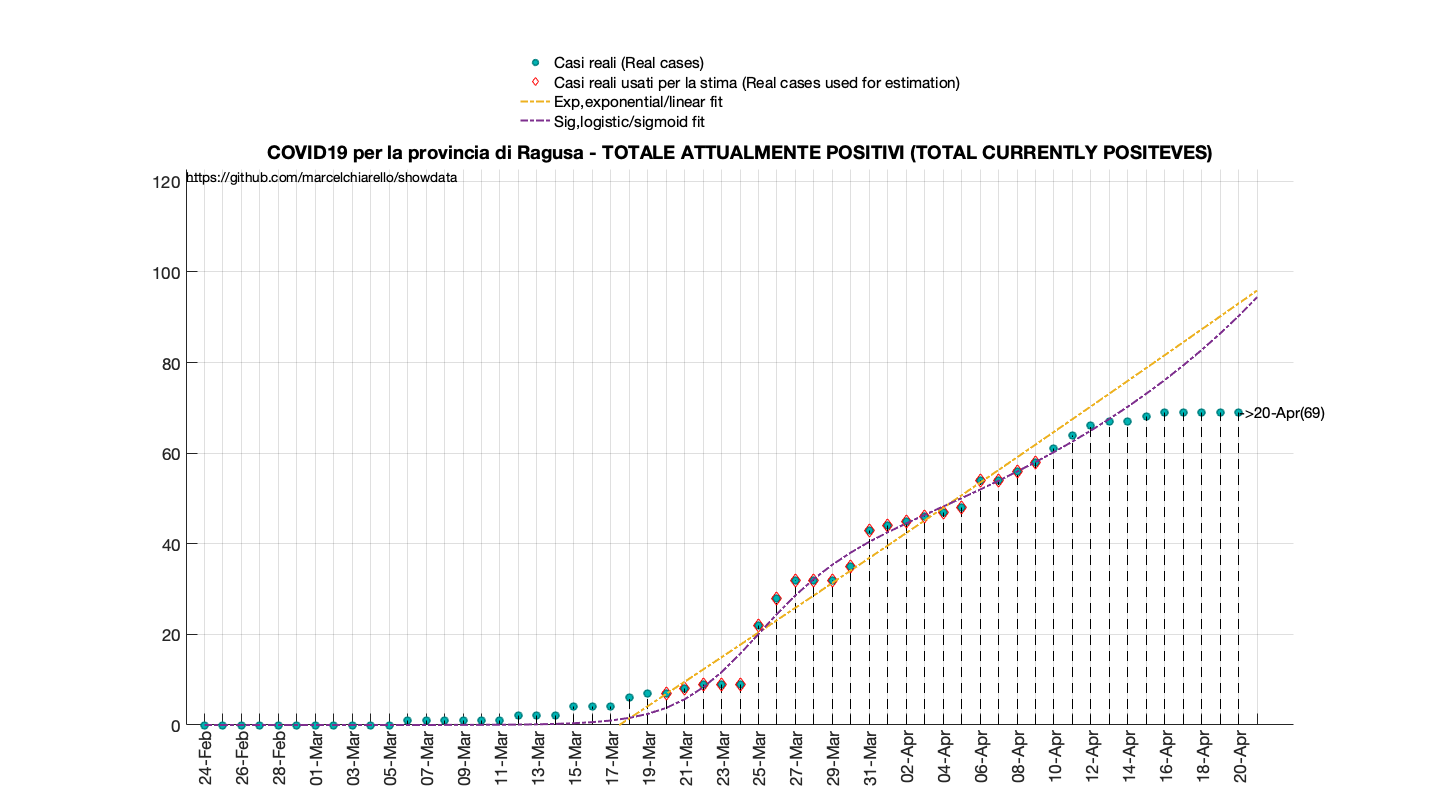 Casi reali (Real cases)
Casi reali usati per la stima (Real cases used for estimation)
Exp,exponential/linear fit
Sig,logistic/sigmoid fit
COVID19 per la provincia di Ragusa - TOTALE ATTUALMENTE POSITIVI (TOTAL CURRENTLY POSITEVES)
https://github.com/marcelchiarello/showdata
120
100
80
60
40
20
0
>20-Apr(69)
24-Feb
26-Feb
28-Feb
01-Mar
03-Mar
05-Mar
07-Mar
09-Mar
11-Mar
13-Mar
15-Mar
17-Mar
19-Mar
21-Mar
23-Mar
25-Mar
27-Mar
29-Mar
31-Mar
02-Apr
04-Apr
06-Apr
08-Apr
10-Apr
12-Apr
14-Apr
16-Apr
18-Apr
20-Apr